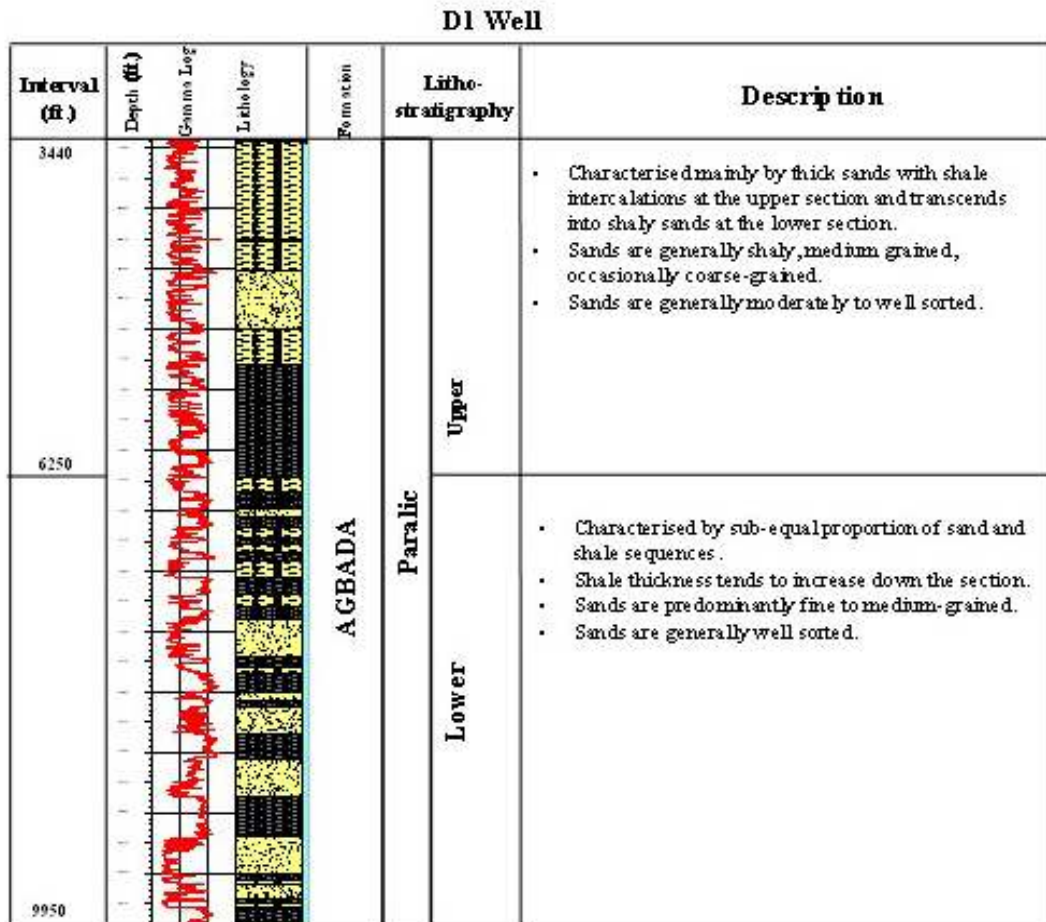 D1 Well
Interval
(ft.)
Depth (ft.)
Gamma Log
Lithology
Formation
Litho-
stratigraphy
Description
3440
6250
9950
AGBADA
Paralic
Upper
Lower
• Characterised mainly by thick sands with shale
intercalations at the upper section and transcends
into shaly sands at the lower section.
• Sands are generally shaly, medium grained,
occasionally coarse-grained.
• Sands are generally moderately to well sorted.
• Characterised by sub-equal proportion of sand and
shale sequences.
• Shale thickness tends to increase down the section.
• Sands are predominantly fine to medium-grained.
• Sands are generally well sorted.